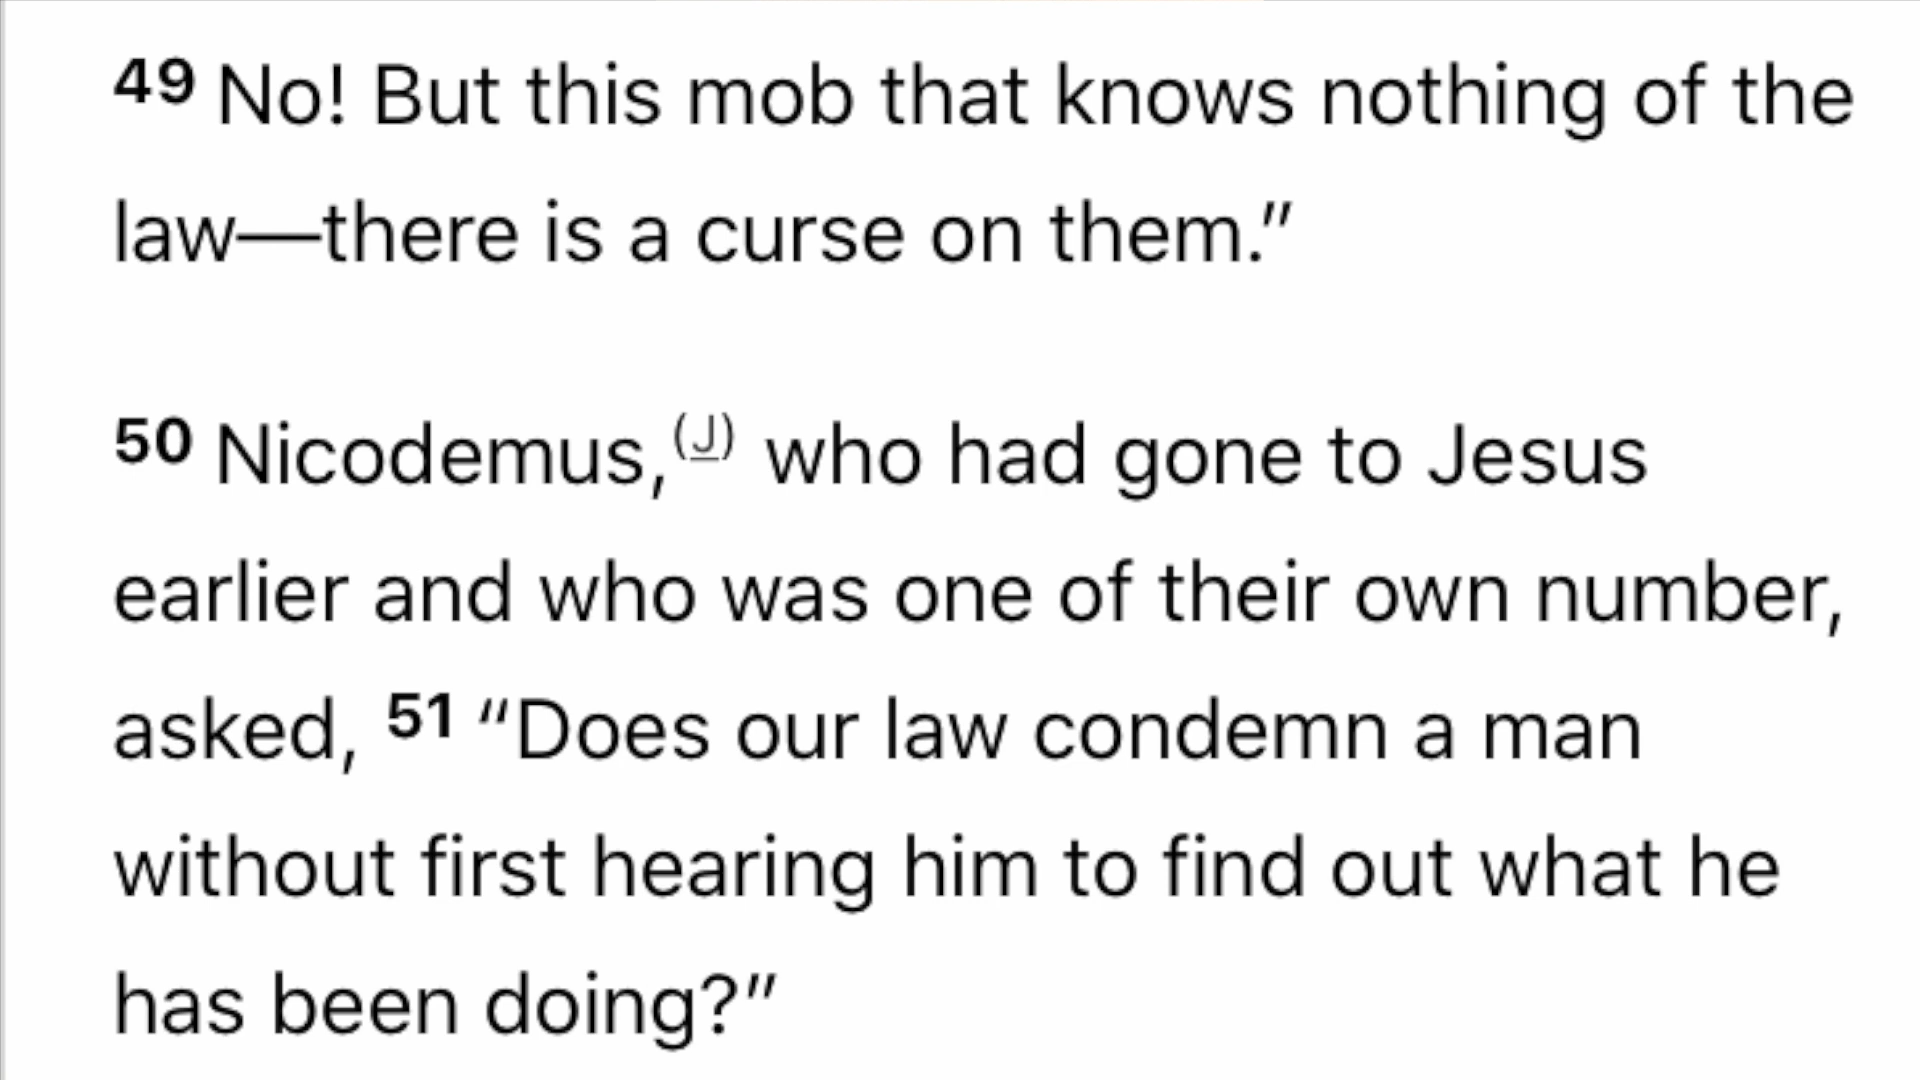 49 No! But this mob that knows nothing of the
law—there is a curse on them.”
50 Nicodemus,(J) who had gone to Jesus
earlier and who was one of their own number,
asked, 51 “Does our law condemn a man
without first hearing him to find out what he
has been doing?”